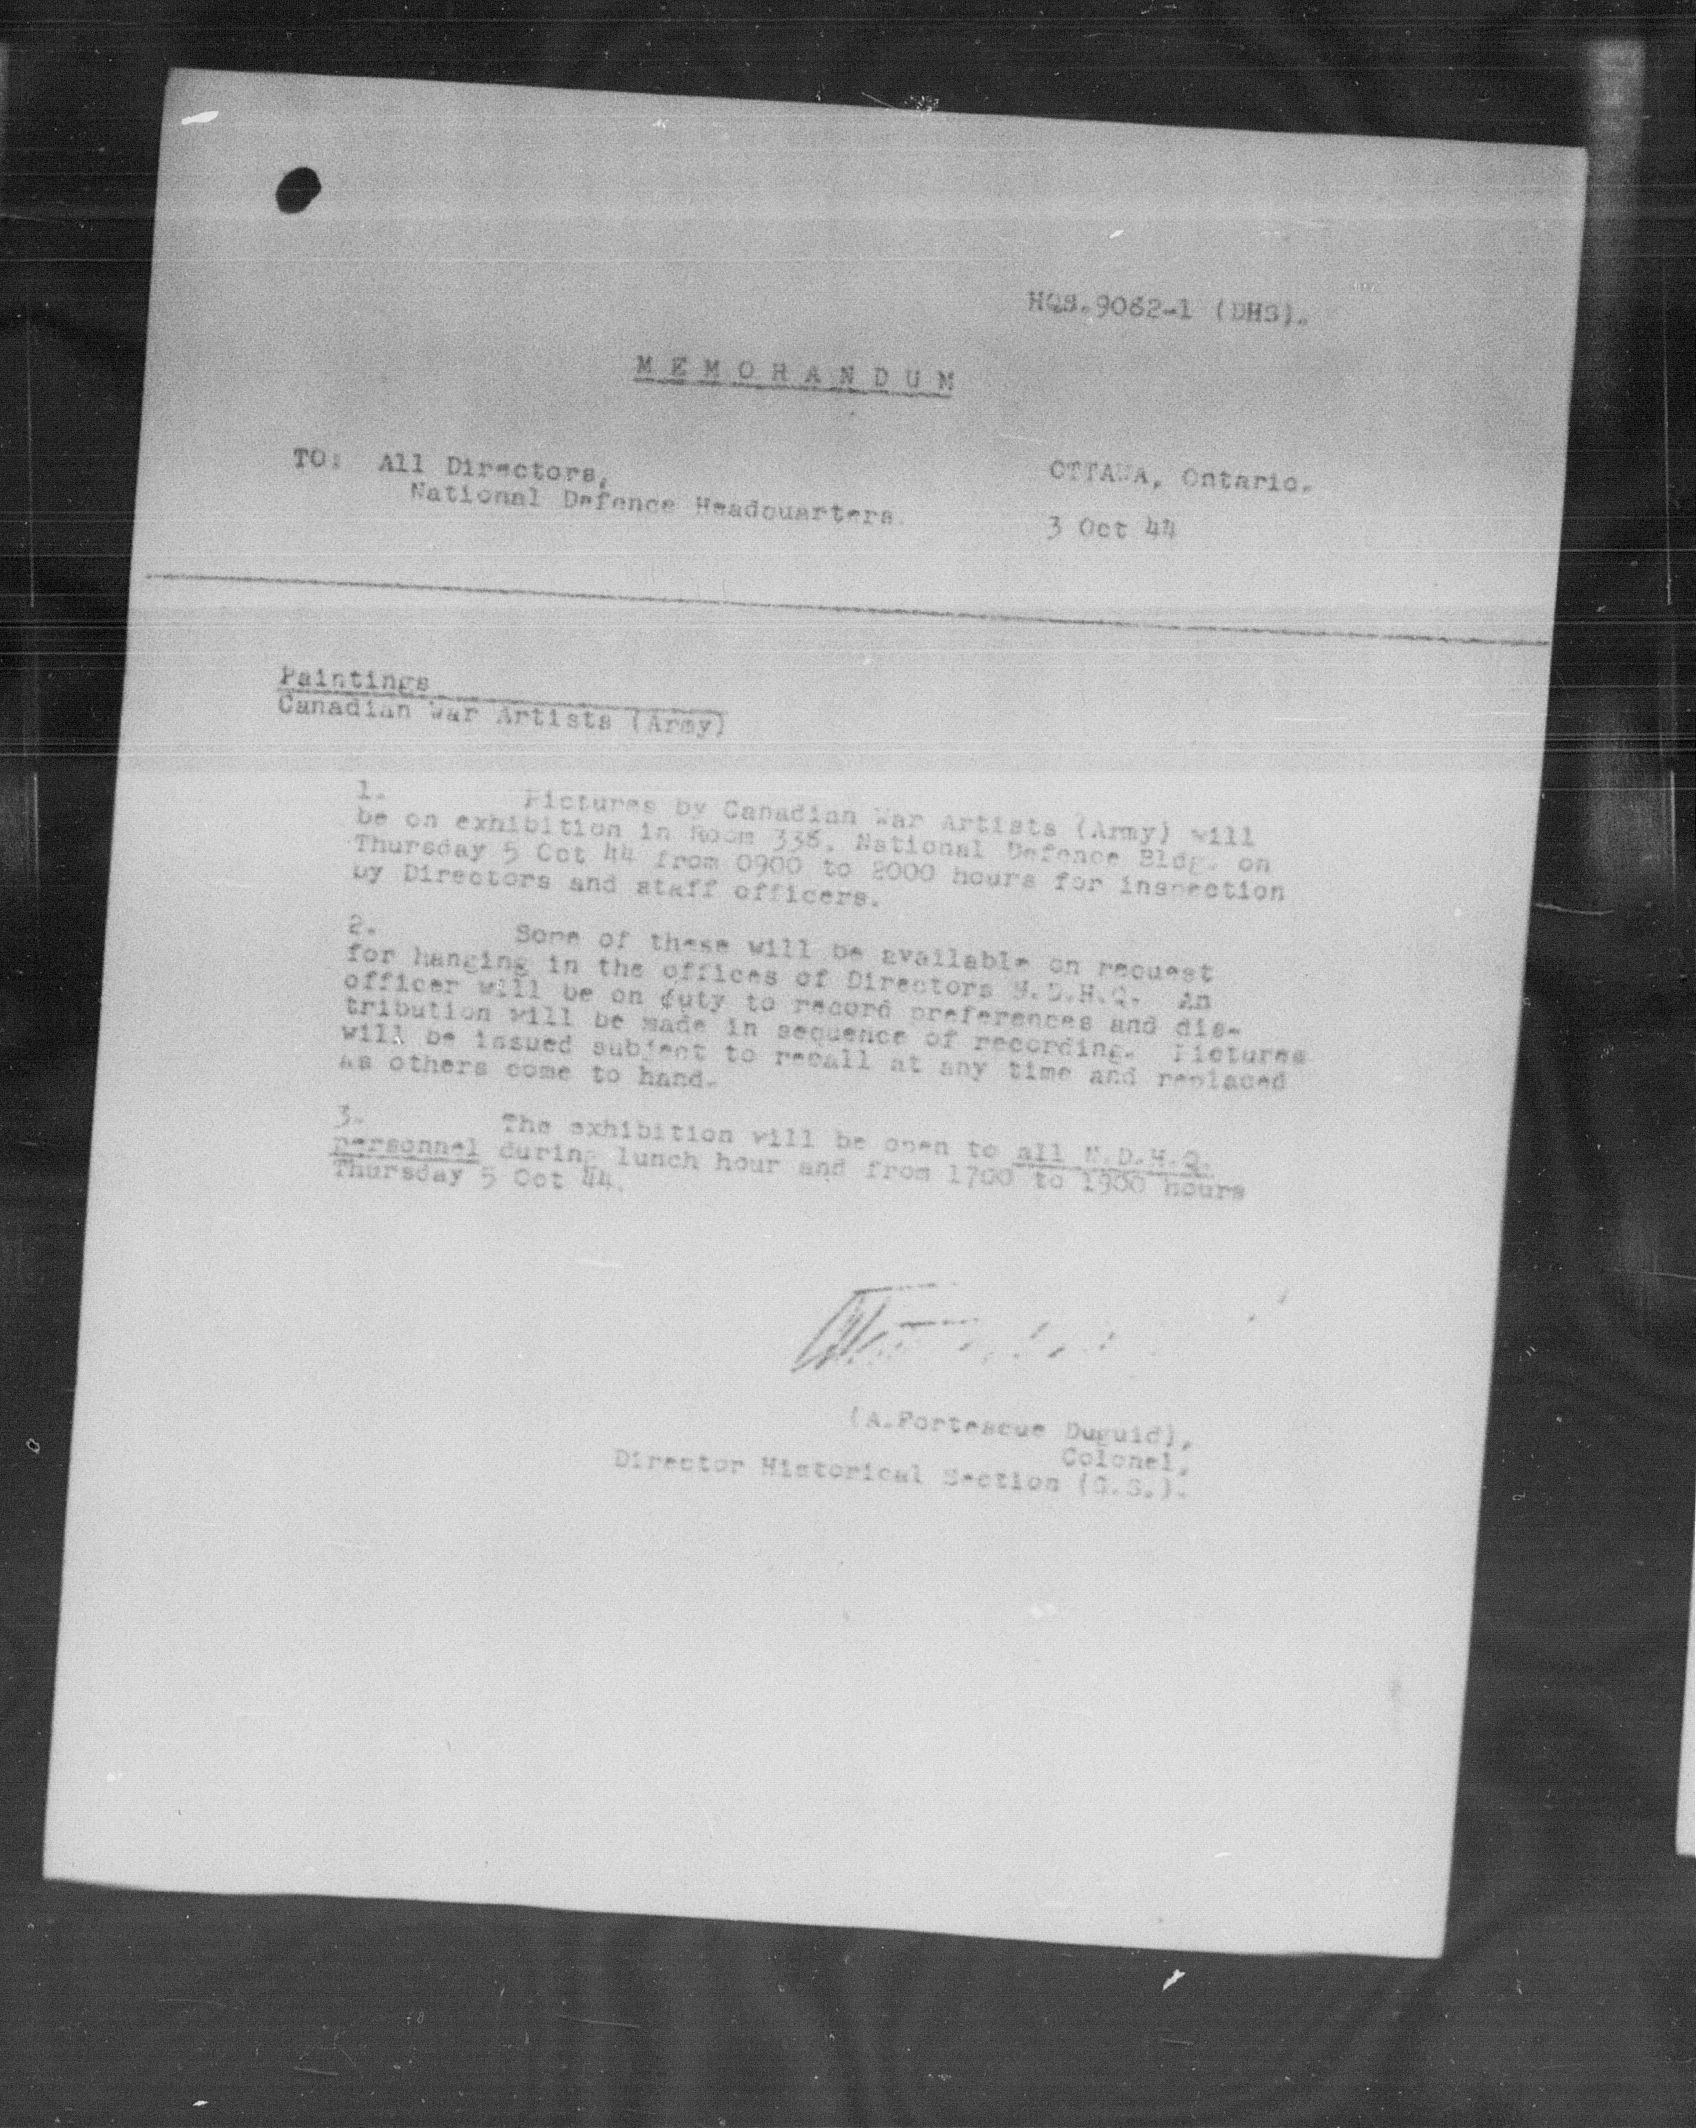 HQS.9062-1 (DHS).
MEMORANDUM
TO: All Directors,
National Defence Headquarters.
OTTAWA, Ontario.
3 Oct 44
Paintings
Canadian War Artists (Army)
1. Pictures by Canadian War Artists (Army) will
be on exhibition in Room 338, National Defence Bldg. on
Thursday 5 Oct 44 from 0900 to 2000 hours for inspection
by Directors and staff officers.
2. Some of these will be available on request
for hanging in the offices of Directors N.D.H.Q. An
officer will be on duty to record preferences and dis-
tribution will be made in sequence of recording. Pictures
will be issued subject to recall at any time and replaced
as others come to hand.
3. The exhibition will be open to all N.D.H.Q.
personnel during lunch hour and from 1700 to 1900 hours
Thursday 5 Oct 44.
(A.Fortescue Duguid),
Colonel,
Director Historical Section (G.S.).